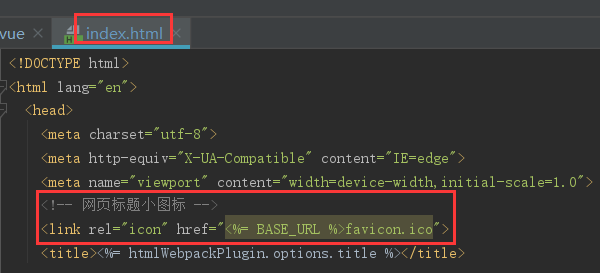 vue
index.html
<!DOCTYPE html>
<html lang="en">
<head>
<meta charset="utf-8">
<meta http-equiv="X-UA-Compatible" content="IE=edge">
<meta name="viewport" content="width=device-width,initial-scale=1.0">
<!-- 网页标题小图标 -->
<link rel="icon" href="<%= BASE_URL %>favicon.ico">
<title><%= htmlWebpackPlugin.options.title %></title>